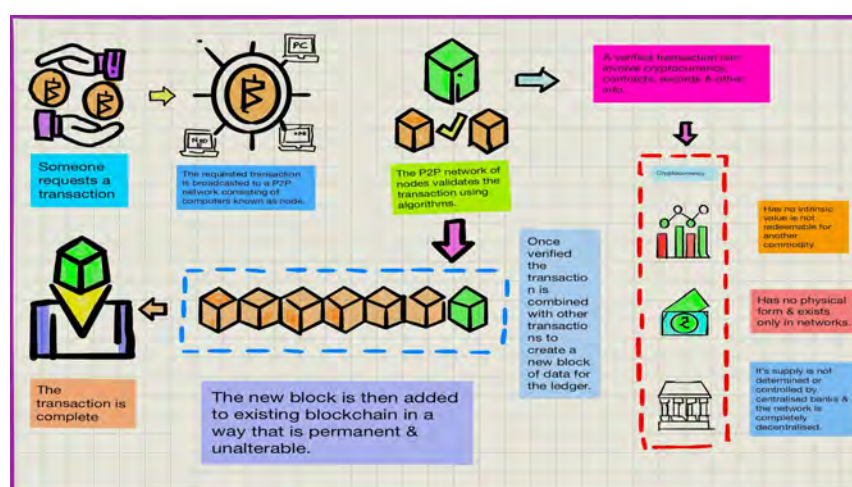 Someone
requests a
transaction
PC
The requested transaction
is broadcasted to a P2P
network consisting of
computers known as node.
The P2P network of
nodes validates the
transaction using
algorithms.
A verified transaction can
involve cryptocurrency,
contracts, records & other
info.
Cryptocurrency
Has no intrinsic
value is not
redeemable for
another
commodity.
Has no physical
form & exists
only in networks.
It's supply is not
determined or
controlled by
centralised banks &
the network is
completely
decentralised.
Once
verified
the
transactio
n is
combined
with other
transactio
ns to
create a
new block
of data for
the ledger.
The new block is then added
to existing blockchain in a
way that is permanent &
unalterable.
The
transaction is
complete